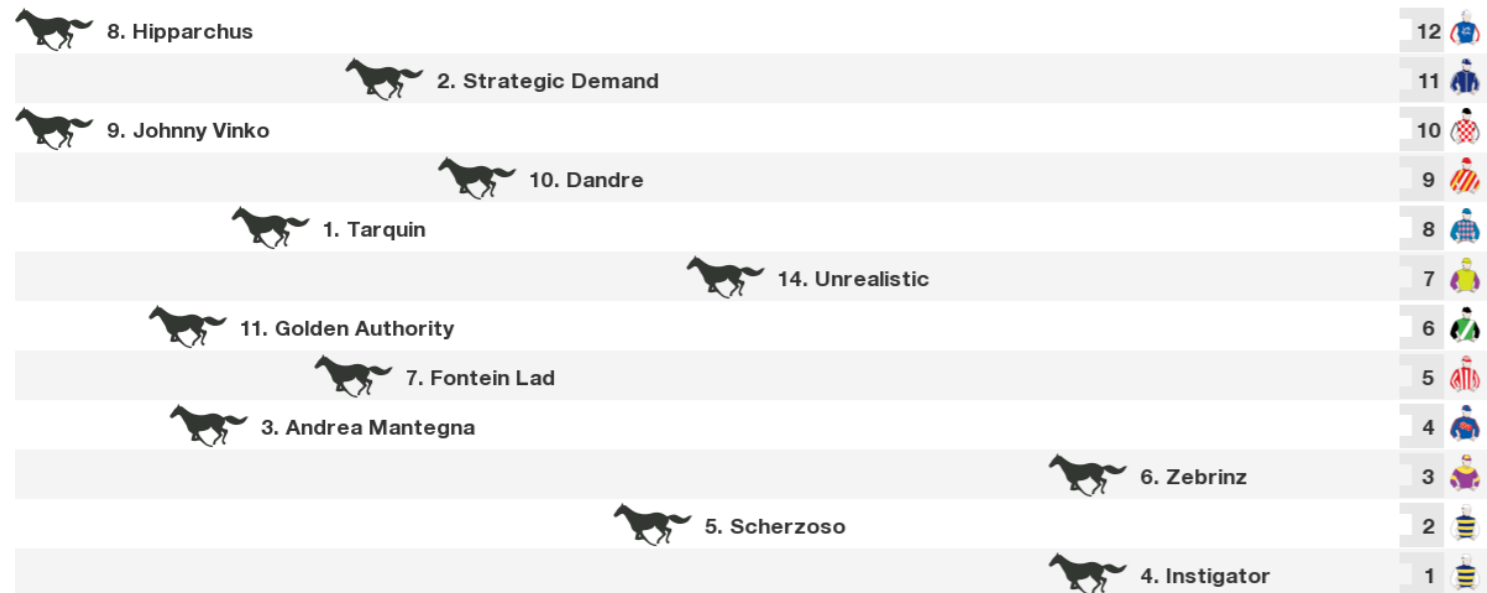 8. Hipparchus 12
2. Strategic Demand 11
9. Johnny Vinko 10
10. Dandre 9
1. Tarquin 8
14. Unrealistic 7
11. Golden Authority 6
7. Fontein Lad 5
3. Andrea Mantegna 4
6. Zebrinz 3
5. Scherzoso 2
4. Instigator 1